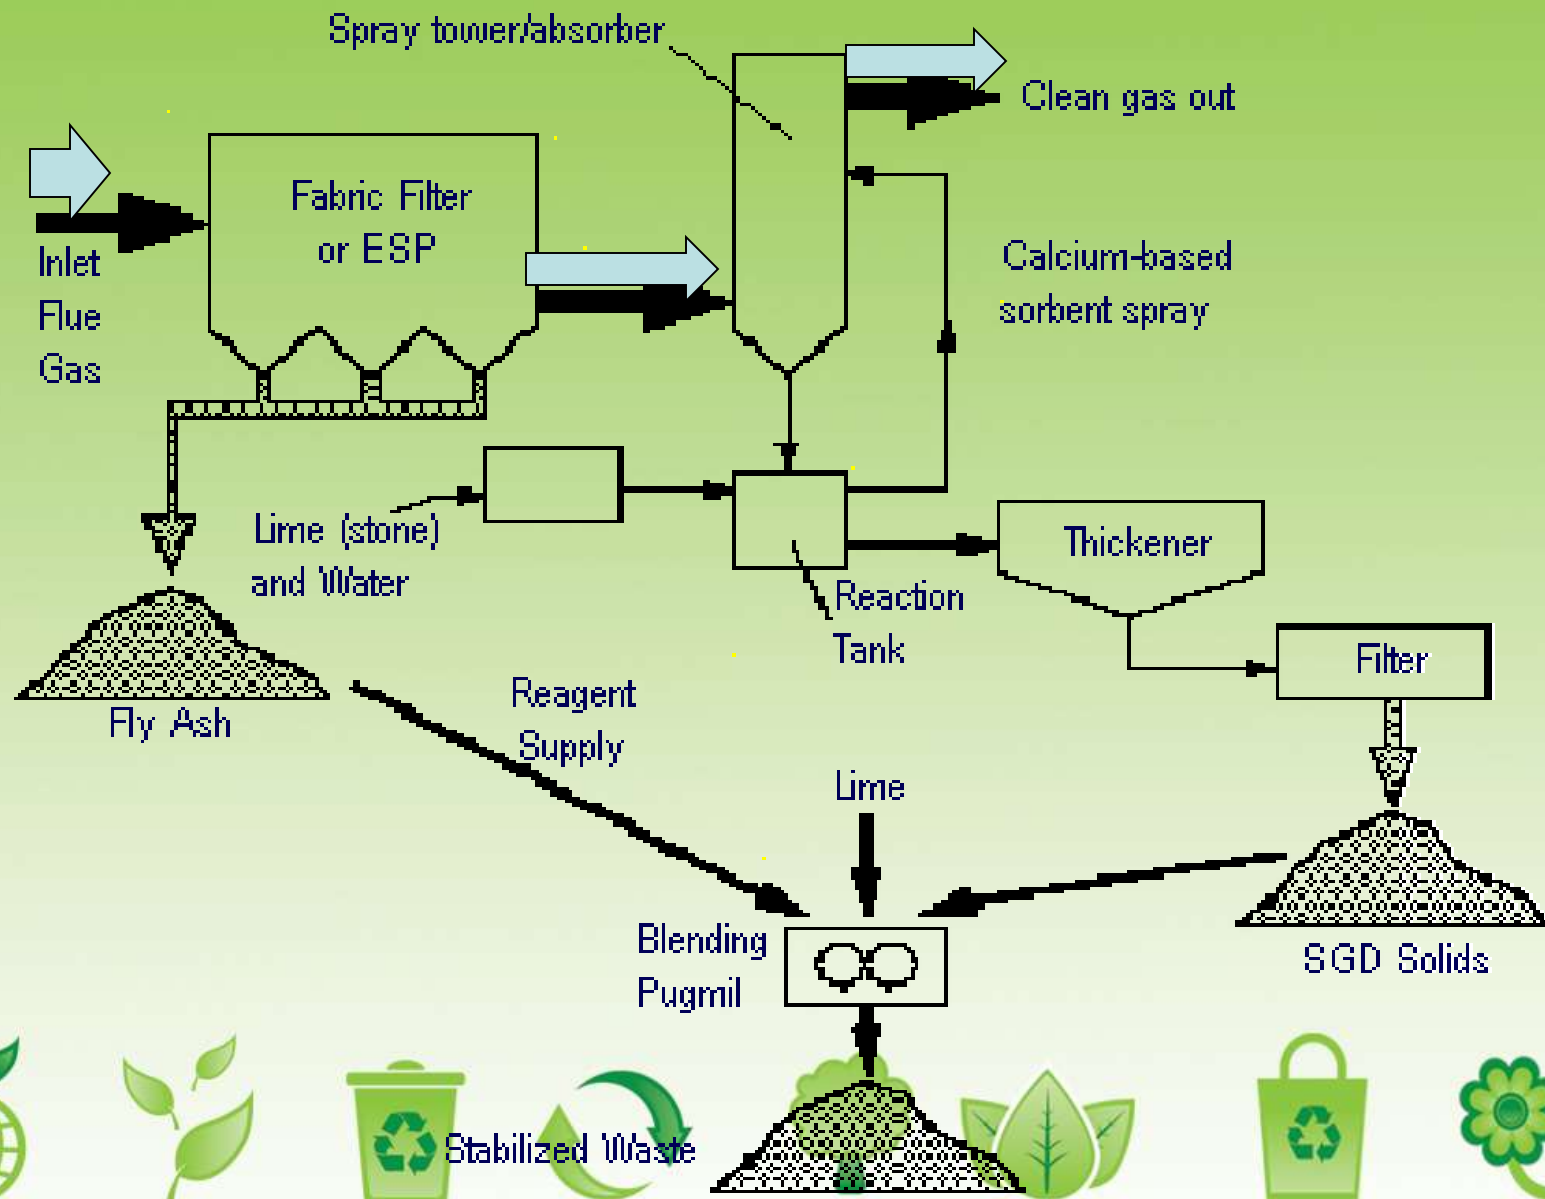 Spray tower/absorber
Clean gas out
Fabric Filter
or ESP
Inlet
Flue
Gas
Calcium-based
sorbent spray
Lime (stone)
and Water
Thickener
Reaction
Tank
Filter
Fly Ash
Reagent
Supply
Lime
Blending
Pugmil
SGD Solids
Stabilized Waste